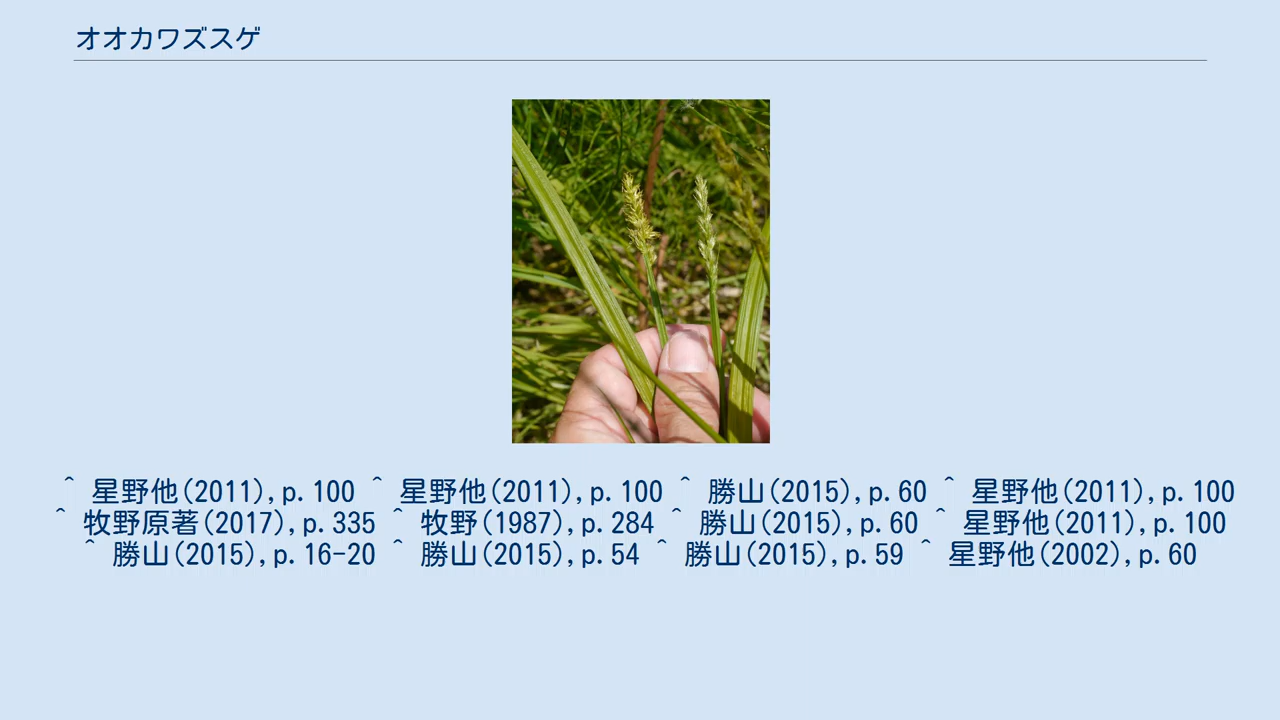 オオカワズスゲ
^ 星野他(2011),p.100 ^ 星野他(2011),p.100 ^ 勝山(2015),p.60 ^ 星野他(2011),p.100
^ 牧野原著(2017),p.335 ^ 牧野(1987),p.284 ^ 勝山(2015),p.60 ^ 星野他(2011),p.100
^ 勝山(2015),p.16-20 ^ 勝山(2015),p.54 ^ 勝山(2015),p.59 ^ 星野他(2002),p.60